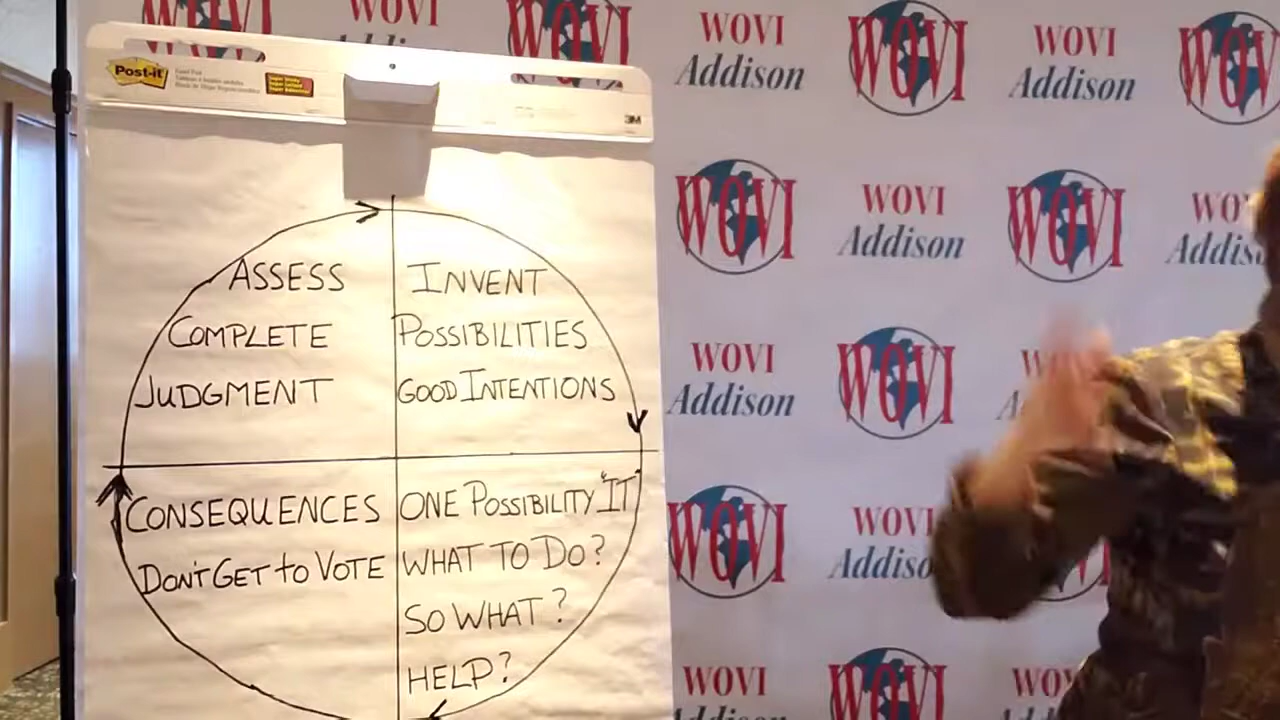 Post-it
3M
ASSESS
COMPLETE
JUDGMENT
INVENT
POSSIBILITIES
GOOD INTENTIONS
CONSEQUENCES
DON'T GET to VOTE
ONE POSSIBILITY "IT"
WHAT TO DO?
SO WHAT?
HELP?
WOVI
WOVI
WOVI
WOVI
Addison
WOVI
WOVI
Addison
WOVI
WOVI
WOVI
Addison
WOVI
Addison
WOVI
Addison
WOVI
WOVI
WOVI
Addison
WOVI
Addison
WOVI
WOVI